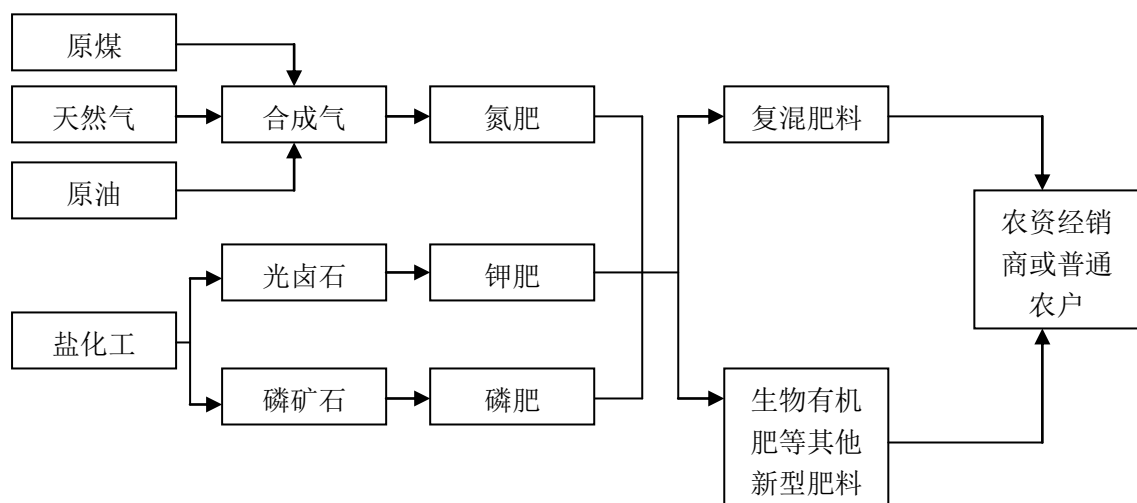 原煤
天然气
原油
合成气
氮肥
复混肥料
农资经销
商或普通
农户
盐化工
光卤石
钾肥
磷矿石
磷肥
生物有机
肥等其他
新型肥料